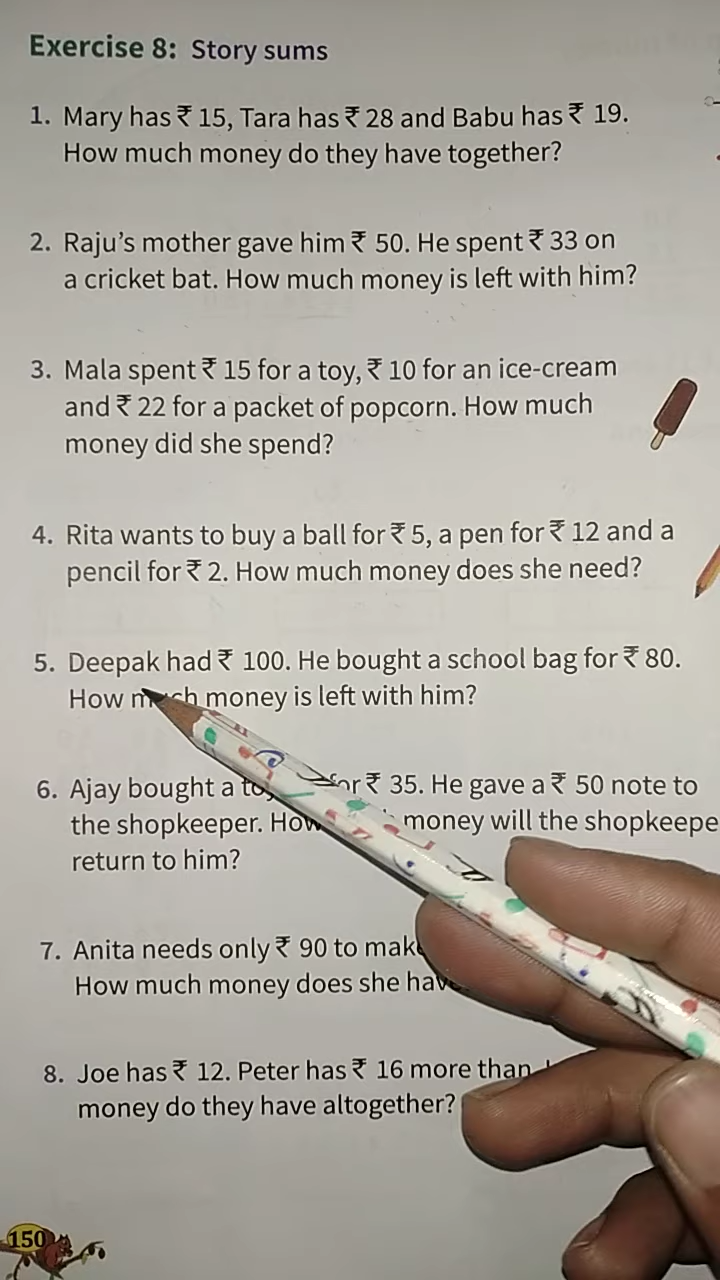 Exercise 8: Story sums
1. Mary has ₹ 15, Tara has ₹ 28 and Babu has ₹ 19.
How much money do they have together?
2. Raju's mother gave him ₹ 50. He spent ₹ 33 on
a cricket bat. How much money is left with him?
3. Mala spent ₹ 15 for a toy, ₹ 10 for an ice-cream
and ₹ 22 for a packet of popcorn. How much
money did she spend?
4. Rita wants to buy a ball for ₹ 5, a pen for ₹ 12 and a
pencil for ₹ 2. How much money does she need?
5. Deepak had ₹ 100. He bought a school bag for ₹ 80.
How much money is left with him?
6. Ajay bought a for ₹ 35. He gave a ₹ 50 note to
the shopkeeper. How money will the shopkeepe
return to him?
7. Anita needs only ₹ 90 to make
How much money does she have
8. Joe has ₹ 12. Peter has ₹ 16 more than
money do they have altogether?
150